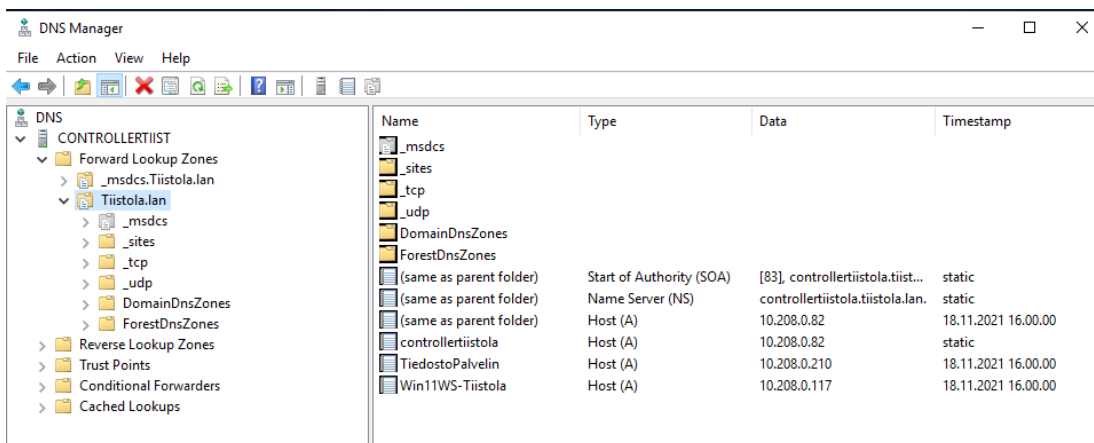 DNS Manager
File Action View Help
DNS
CONTROLLERTIIST
Forward Lookup Zones
_msdcs.Tiistola.lan
Tiistola.lan
_msdcs
_sites
_tcp
_udp
DomainDnsZones
ForestDnsZones
Reverse Lookup Zones
Trust Points
Conditional Forwarders
Cached Lookups
Name Type Data Timestamp
_msdcs
_sites
_tcp
_udp
DomainDnsZones
ForestDnsZones
(same as parent folder) Start of Authority (SOA) [83], controllertiistola.tiist... static
(same as parent folder) Name Server (NS) controllertiistola.tiistola.lan. static
(same as parent folder) Host (A) 10.208.0.82 18.11.2021 16.00.00
controllertiistola Host (A) 10.208.0.82 static
TiedostoPalvelin Host (A) 10.208.0.210 18.11.2021 16.00.00
Win11WS-Tiistola Host (A) 10.208.0.117 18.11.2021 16.00.00